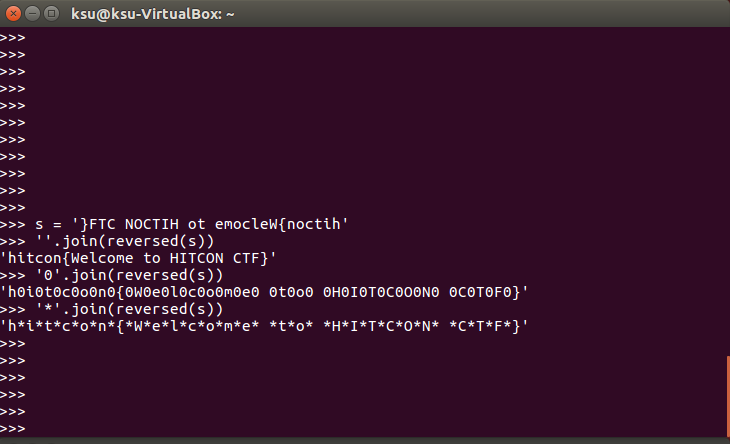 ksu@ksu-VirtualBox: ~
>>>
>>>
>>>
>>>
>>>
>>>
>>>
>>>
>>>
>>>
>>>
>>> s = '}FTC NOCTIH ot emocleW{noctih'
>>> ''.join(reversed(s))
'hitcon{Welcome to HITCON CTF}'
>>> '0'.join(reversed(s))
'h0i0t0c0o0n0{0W0e0l0c0o0m0e0 0t0o0 0H0I0T0C0O0N0 0C0T0F0}'
>>> '*'.join(reversed(s))
'h*i*t*c*o*n*{*W*e*l*c*o*m*e* *t*o* *H*I*T*C*O*N* *C*T*F*}'
>>>
>>>
>>>
>>>
>>>
>>>